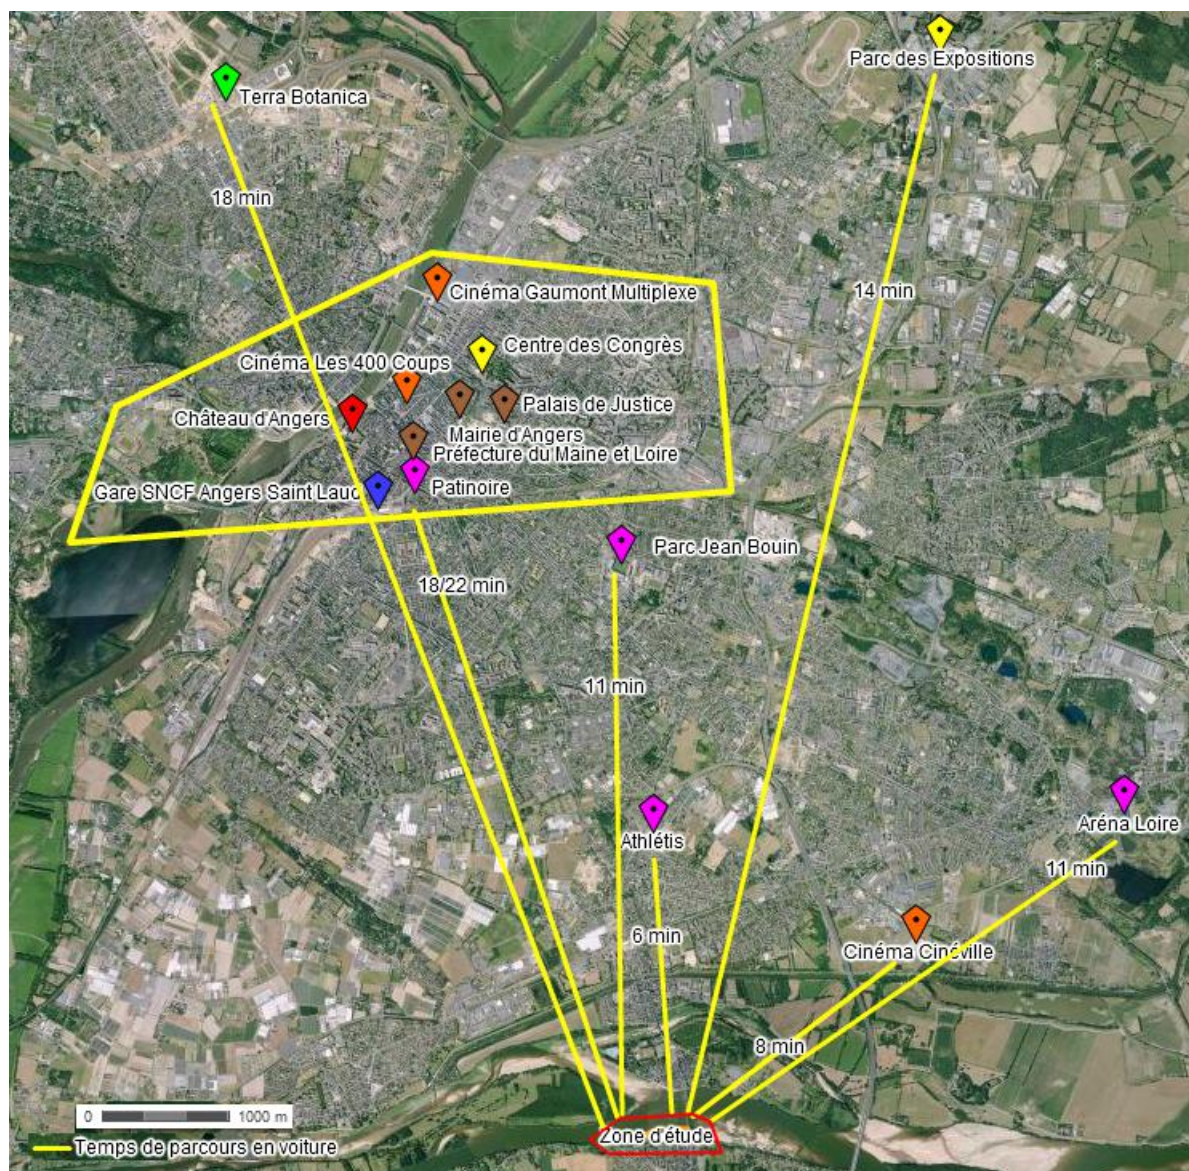 Parc des Expositions
Terra Botanica
18 min
14 min
Cinéma Gaumont Multiplexe
Centre des Congrès
Cinéma Les 400 Coups
Palais de Justice
Château d'Angers
Mairie d'Angers
Préfecture du Maine et Loire
Gare SNCF Angers Saint Laud
Patinoire
Parc Jean Bouin
18/22 min
11 min
Aréna Loire
Athlétis
11 min
6 min
Cinéma Cinéville
8 min
0 1000 m
Zone d'étude
Temps de parcours en voiture